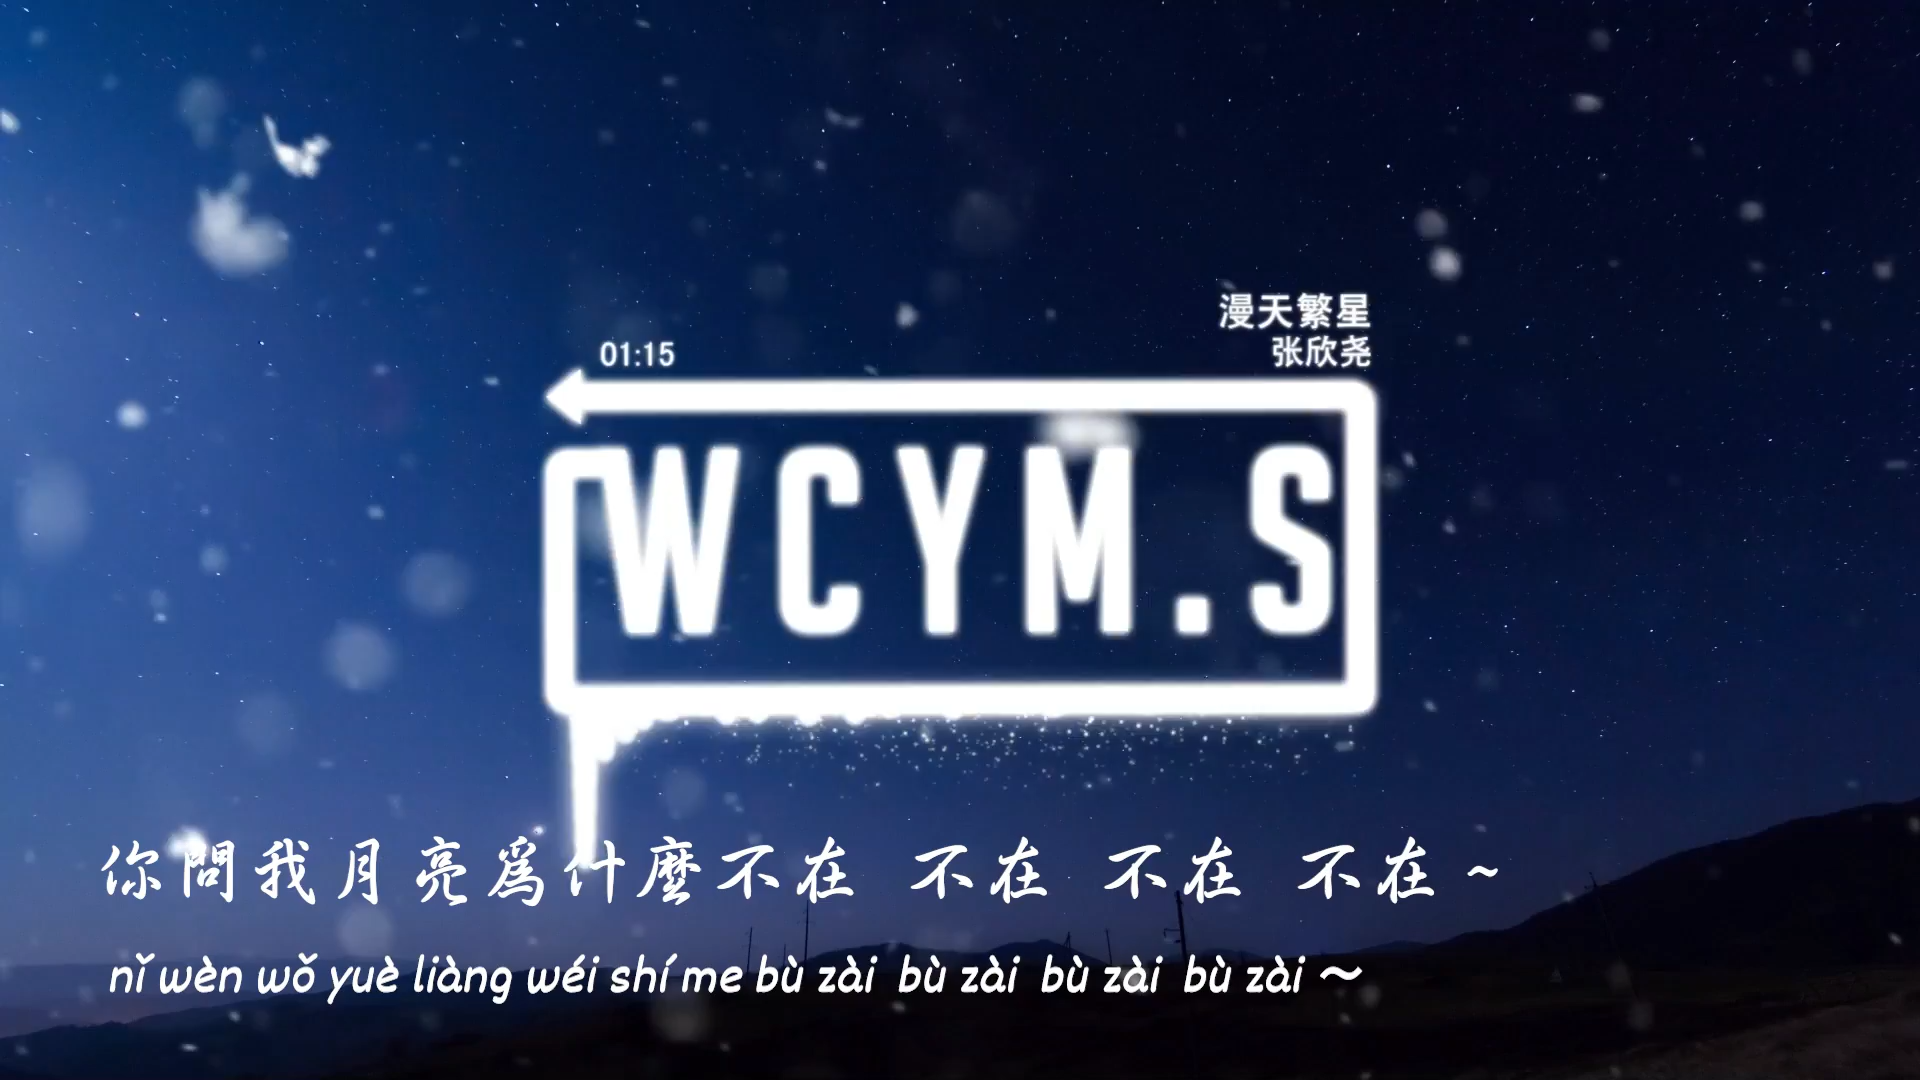 漫天繁星
张欣尧
01:15
WCYM.S
你問我月亮爲什麼不在 不在 不在 不在 ~
nǐ wèn wǒ yuè liàng wéi shí me bù zài bù zài bù zài bù zài ～